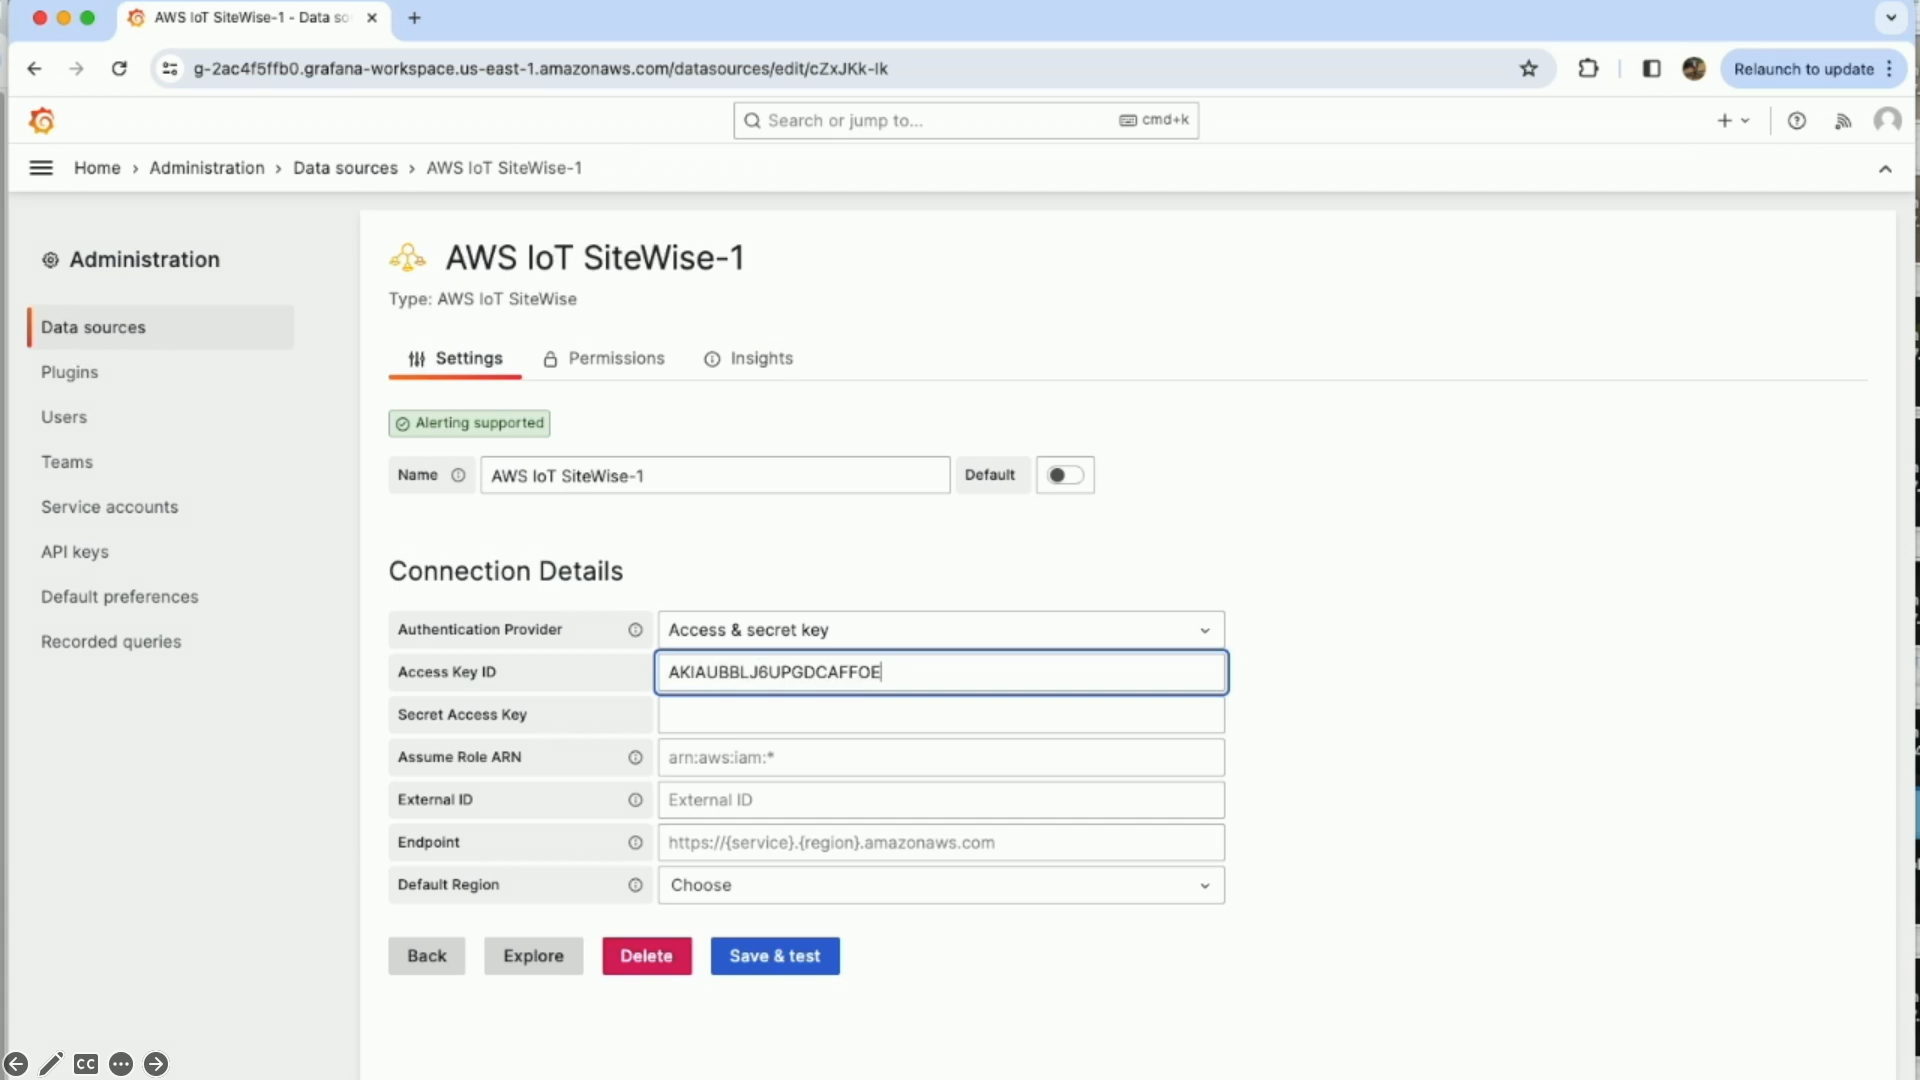 AWS IoT SiteWise-1 - Data so
g-2ac4f5ffb0.grafana-workspace.us-east-1.amazonaws.com/datasources/edit/cZxJKk-Ik
Relaunch to update
Search or jump to...
cmd+k
Home › Administration › Data sources › AWS IoT SiteWise-1
Administration
Data sources
Plugins
Users
Teams
Service accounts
API keys
Default preferences
Recorded queries
AWS IoT SiteWise-1
Type: AWS IoT SiteWise
Settings
Permissions
Insights
Alerting supported
Name
AWS IoT SiteWise-1
Default
Connection Details
Authentication Provider
Access & secret key
Access Key ID
AKIAUBBLJ6UPGDCAFFOE
Secret Access Key
Assume Role ARN
arn:aws:iam:*
External ID
External ID
Endpoint
https://{service}.{region}.amazonaws.com
Default Region
Choose
Back
Explore
Delete
Save & test
CC